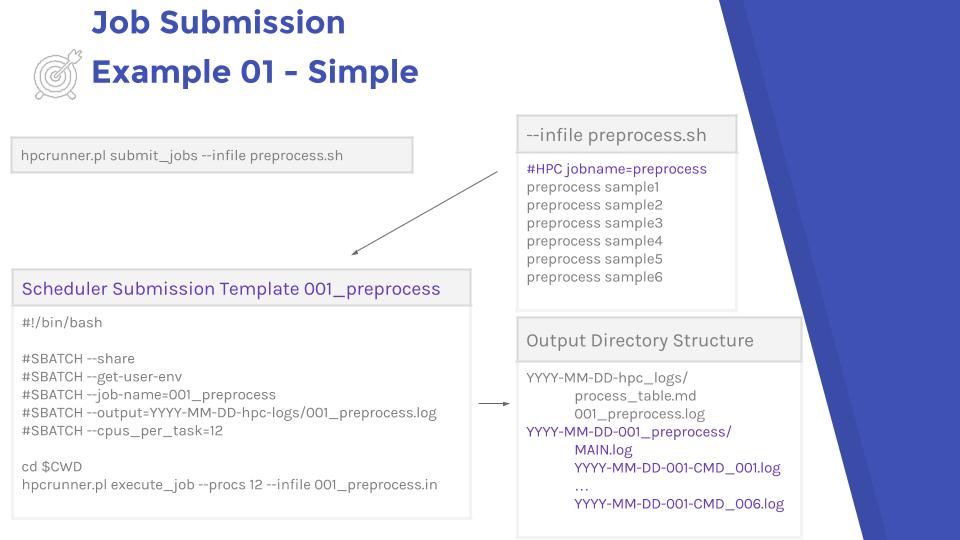 Job Submission
Example 01 - Simple
hpcrunner.pl submit_jobs --infile preprocess.sh
--infile preprocess.sh
#HPC jobname=preprocess
preprocess sample1
preprocess sample2
preprocess sample3
preprocess sample4
preprocess sample5
preprocess sample6
Scheduler Submission Template 001_preprocess
#!/bin/bash
#SBATCH --share
#SBATCH --get-user-env
#SBATCH --job-name=001_preprocess
#SBATCH --output=YYYY-MM-DD-hpc-logs/001_preprocess.log
#SBATCH --cpus_per_task=12
cd $CWD
hpcrunner.pl execute_job --procs 12 --infile 001_preprocess.in
Output Directory Structure
YYYY-MM-DD-hpc_logs/
process_table.md
001_preprocess.log
YYYY-MM-DD-001_preprocess/
MAIN.log
YYYY-MM-DD-001-CMD_001.log
...
YYYY-MM-DD-001-CMD_006.log